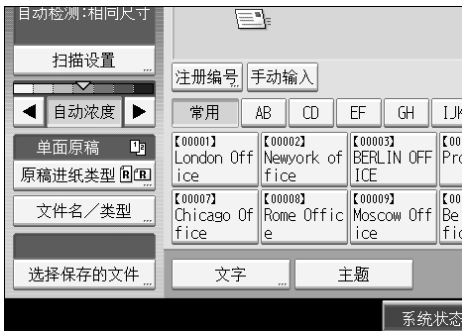 自动检测:相同尺寸
扫描设置
注册编号 手动输入
自动浓度
常用 AB CD EF GH IJK
单面原稿
原稿进纸类型
文件名／类型
选择保存的文件
【00001】 【00002】 【00003】
London Off Newyork of BERLIN OFF
ice fice ICE
【00007】 【00008】 【00009】
Chicago Of Rome Offic Moscow Off Be
fice e ice
文字 主题
系统状态